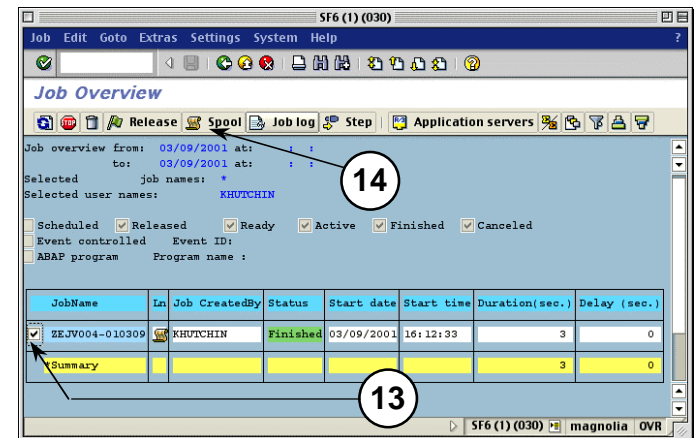 SF6 (1) (030)
Job Edit Goto Extras Settings System Help ?
Job Overview
STOP Release Spool Job log Step Application servers
Job overview from: 03/09/2001 at: : :
to: 03/09/2001 at: : :
Selected job names: *
Selected user names: KHUTCHIN
14
Scheduled Released Ready Active Finished Canceled
Event controlled Event ID:
ABAP program Program name :
JobName Ln Job CreatedBy Status Start date Start time Duration(sec.) Delay (sec.)
ZEJV004-010309 KHUTCHIN Finished 03/09/2001 16:12:33 3 0
*Summary 3 0
13
SF6 (1) (030) magnolia OVR